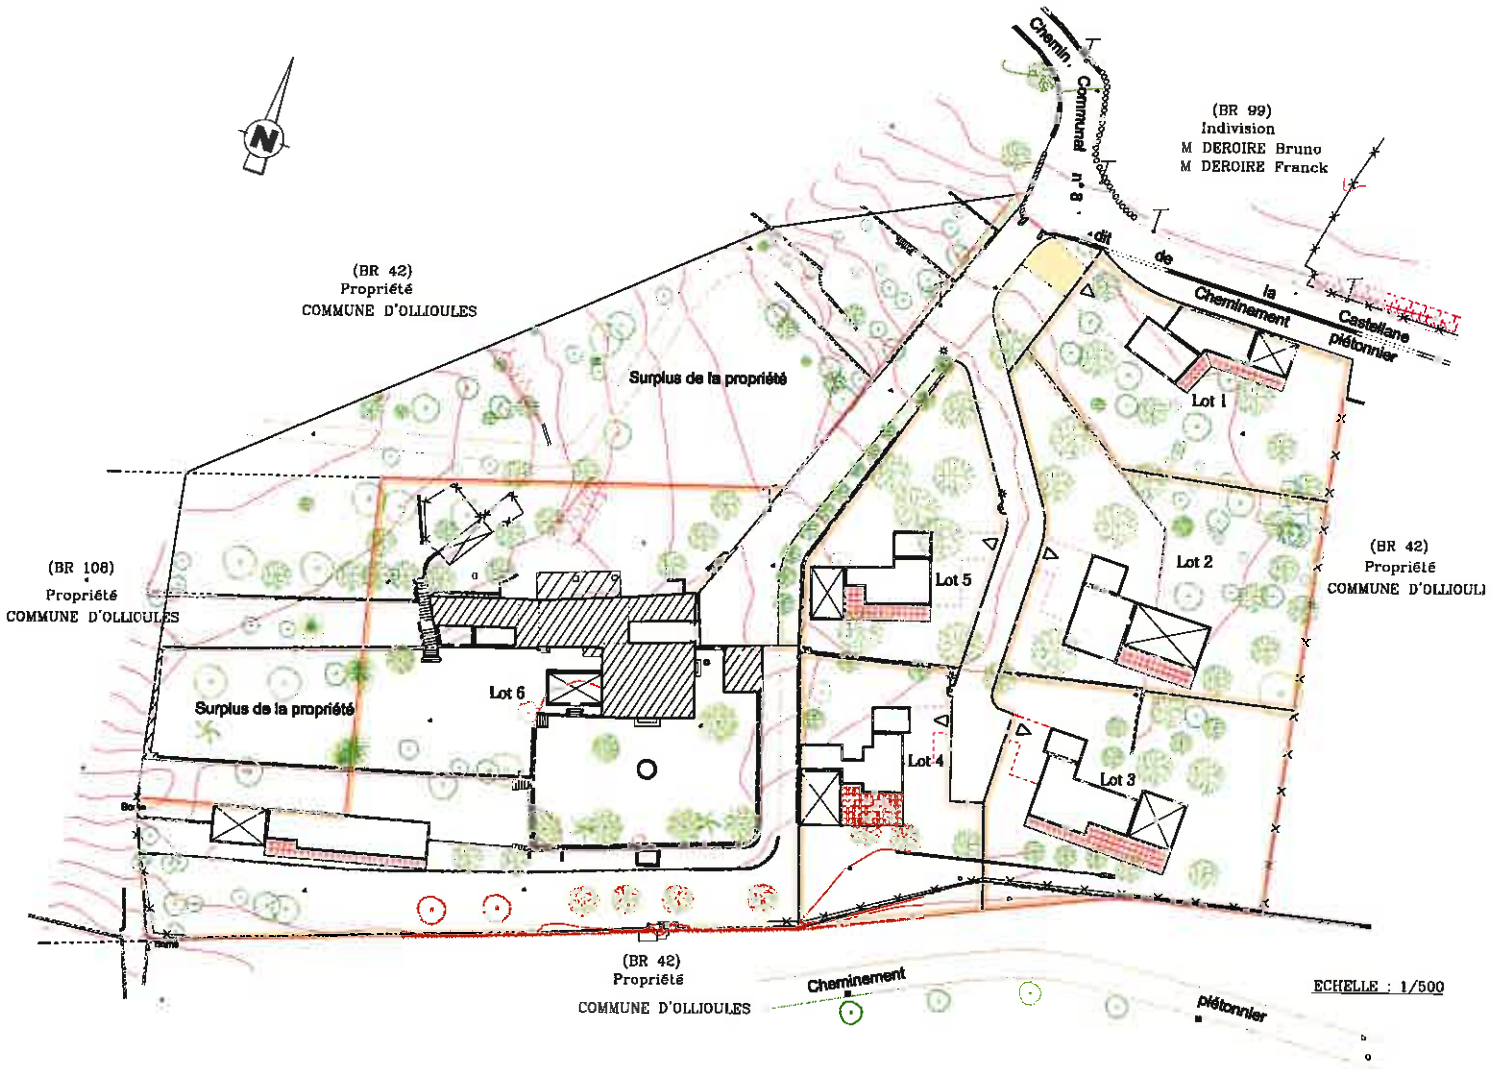 Chemin.
Communal
n° 8
dit
de
la
Castellane
Cheminement
piétonnier
(BR 99)
Indivision
M DEROIRE Bruno
M DEROIRE Franck
N
(BR 42)
Propriété
COMMUNE D'OLLIOULES
Surplus de la propriété
Lot 1
Lot 2
(BR 42)
Propriété
COMMUNE D'OLLIOUL
(BR 108)
Propriété
COMMUNE D'OLLIOULES
Lot 5
Lot 6
Surplus de la propriété
Lot 4
Lot 3
Borne
(BR 42)
Propriété
COMMUNE D'OLLIOULES
Cheminement
piétonnier
ECHELLE : 1/500